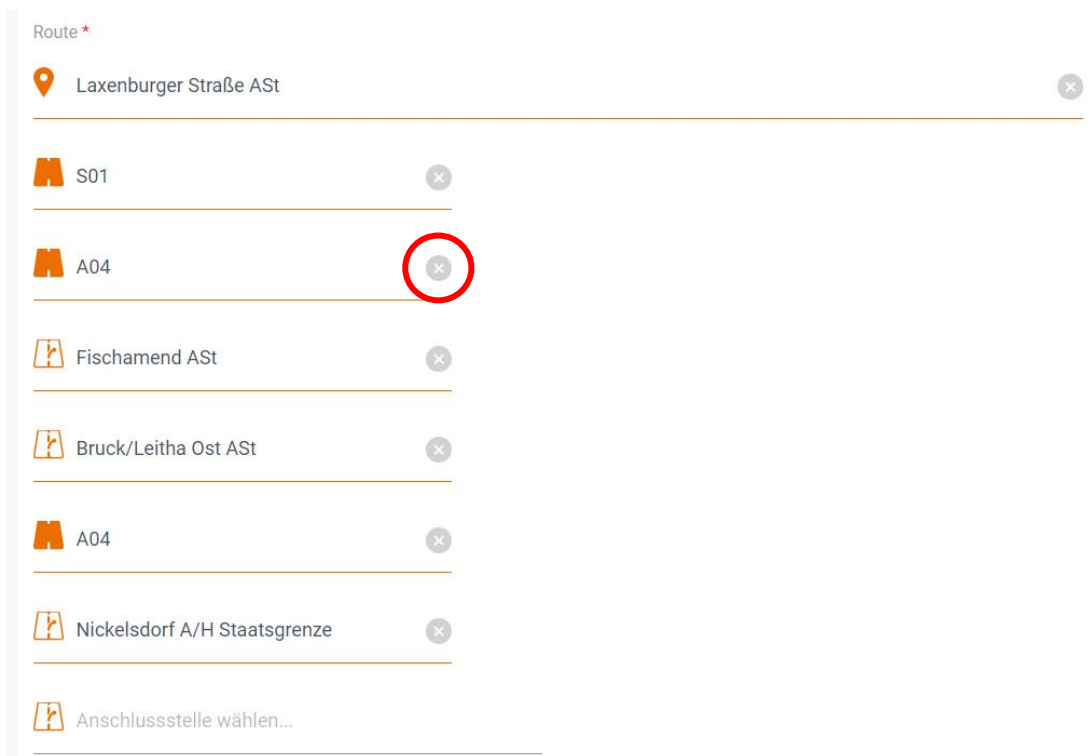 Route *
Laxenburger Straße ASt
S01
A04
Fischamend ASt
Bruck/Leitha Ost ASt
A04
Nickelsdorf A/H Staatsgrenze
Anschlussstelle wählen...